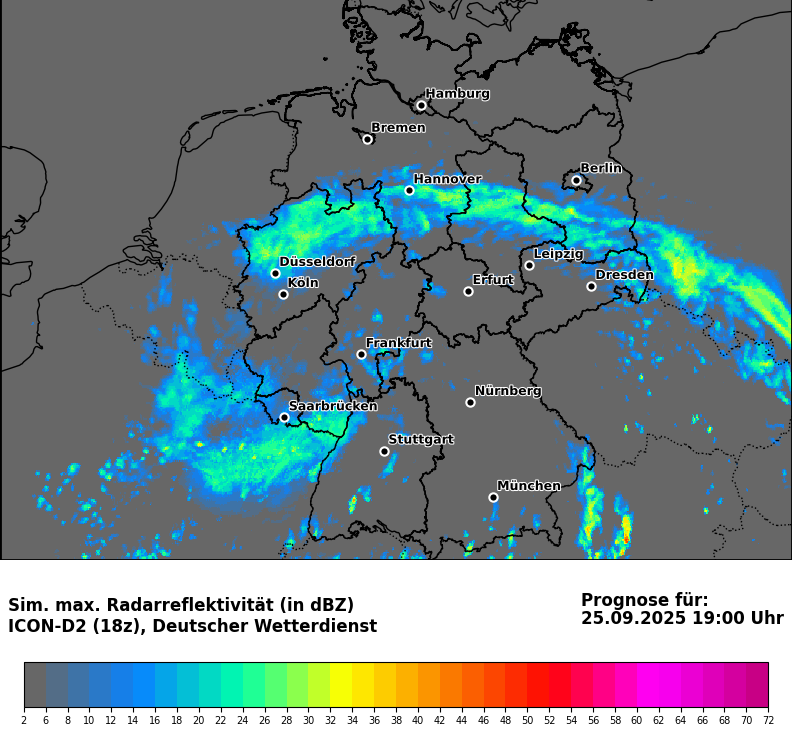 Hamburg
Bremen
Berlin
Hannover
Leipzig
Düsseldorf
Dresden
Köln
Erfurt
Frankfurt
Nürnberg
Saarbrücken
Stuttgart
München
Sim. max. Radarreflektivität (in dBZ)
ICON-D2 (18z), Deutscher Wetterdienst
Prognose für:
25.09.2025 19:00 Uhr
2 6 8 10 12 14 16 18 20 22 24 26 28 30 32 34 36 38 40 42 44 46 48 50 52 54 56 58 60 62 64 66 68 70 72